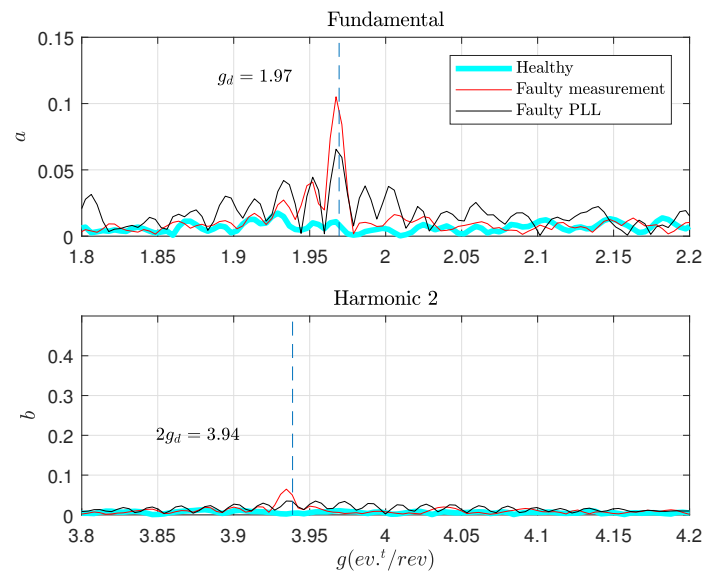 Fundamental
0.15
0.1
0.05
0
a
g_d = 1.97
Healthy
Faulty measurement
Faulty PLL
1.8 1.85 1.9 1.95 2 2.05 2.1 2.15 2.2
Harmonic 2
0.4
0.3
0.2
0.1
0
b
2g_d = 3.94
3.8 3.85 3.9 3.95 4 4.05 4.1 4.15 4.2
g(ev.^t/rev)